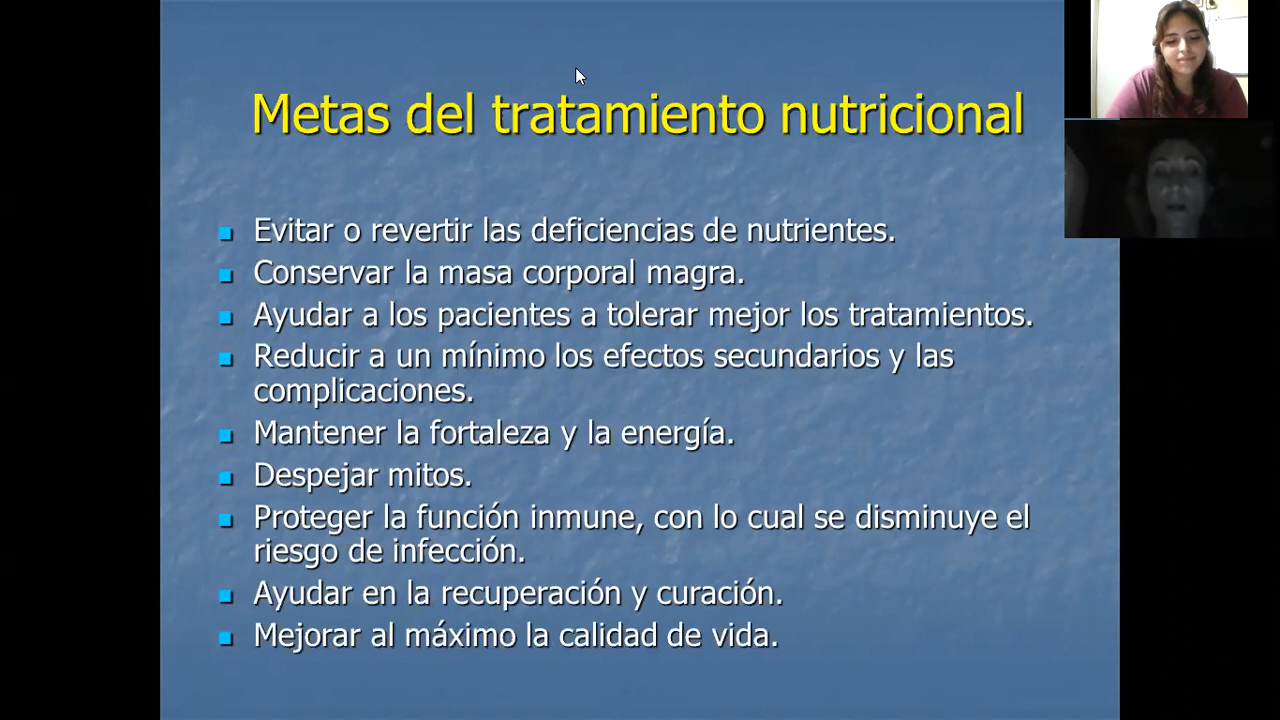 Metas del tratamiento nutricional
Evitar o revertir las deficiencias de nutrientes.
Conservar la masa corporal magra.
Ayudar a los pacientes a tolerar mejor los tratamientos.
Reducir a un mínimo los efectos secundarios y las
complicaciones.
Mantener la fortaleza y la energía.
Despejar mitos.
Proteger la función inmune, con lo cual se disminuye el
riesgo de infección.
Ayudar en la recuperación y curación.
Mejorar al máximo la calidad de vida.